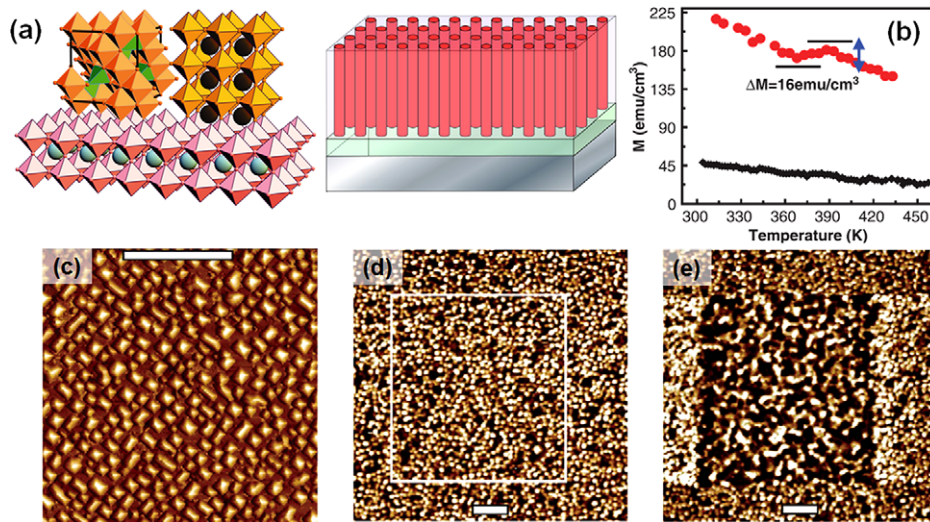 (a)
(b)
225
180
135
90
45
0
M (emu/cm³)
ΔM=16emu/cm³
300
330
360
390
420
450
Temperature (K)
(c)
(d)
(e)